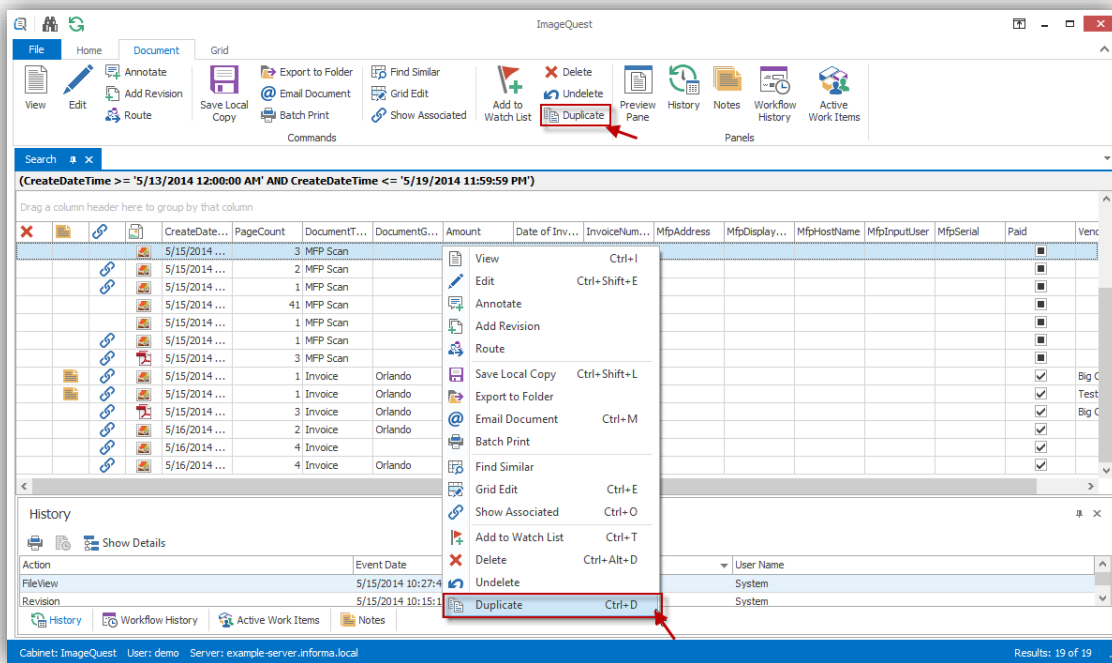 ImageQuest
File Home Document Grid
View
Edit
Annotate
Add Revision
Route
Save Local Copy
Export to Folder
Email Document
Batch Print
Find Similar
Grid Edit
Show Associated
Commands
Add to Watch List
Delete
Undelete
Duplicate
Preview Pane
History
Notes
Workflow History
Active Work Items
Panels
Search
(CreateDateTime >= '5/13/2014 12:00:00 AM' AND CreateDateTime <= '5/19/2014 11:59:59 PM')
Drag a column header here to group by that column
CreateDate... PageCount DocumentT... DocumentG... Amount Date of Inv... InvoiceNum... MfpAddress MfpDisplay... MfpHostName MfpInputUser MfpSerial Paid Venc
5/15/2014 ... 3 MFP Scan
5/15/2014 ... 2 MFP Scan
5/15/2014 ... 1 MFP Scan
5/15/2014 ... 41 MFP Scan
5/15/2014 ... 1 MFP Scan
5/15/2014 ... 1 MFP Scan
5/15/2014 ... 3 MFP Scan
5/15/2014 ... 1 Invoice Orlando Big C
5/15/2014 ... 1 Invoice Orlando Test
5/15/2014 ... 3 Invoice Orlando Big C
5/16/2014 ... 2 Invoice Orlando
5/16/2014 ... 4 Invoice
5/16/2014 ... 4 Invoice Orlando
View Ctrl+I
Edit Ctrl+Shift+E
Annotate
Add Revision
Route
Save Local Copy Ctrl+Shift+L
Export to Folder
Email Document Ctrl+M
Batch Print
Find Similar
Grid Edit Ctrl+E
Show Associated Ctrl+O
Add to Watch List Ctrl+T
Delete Ctrl+Alt+D
Undelete
Duplicate Ctrl+D
History
Show Details
Action Event Date User Name
FileView 5/15/2014 10:27:4 System
Revision 5/15/2014 10:15:1 System
History Workflow History Active Work Items Notes
Cabinet: ImageQuest User: demo Server: example-server.informa.local Results: 19 of 19